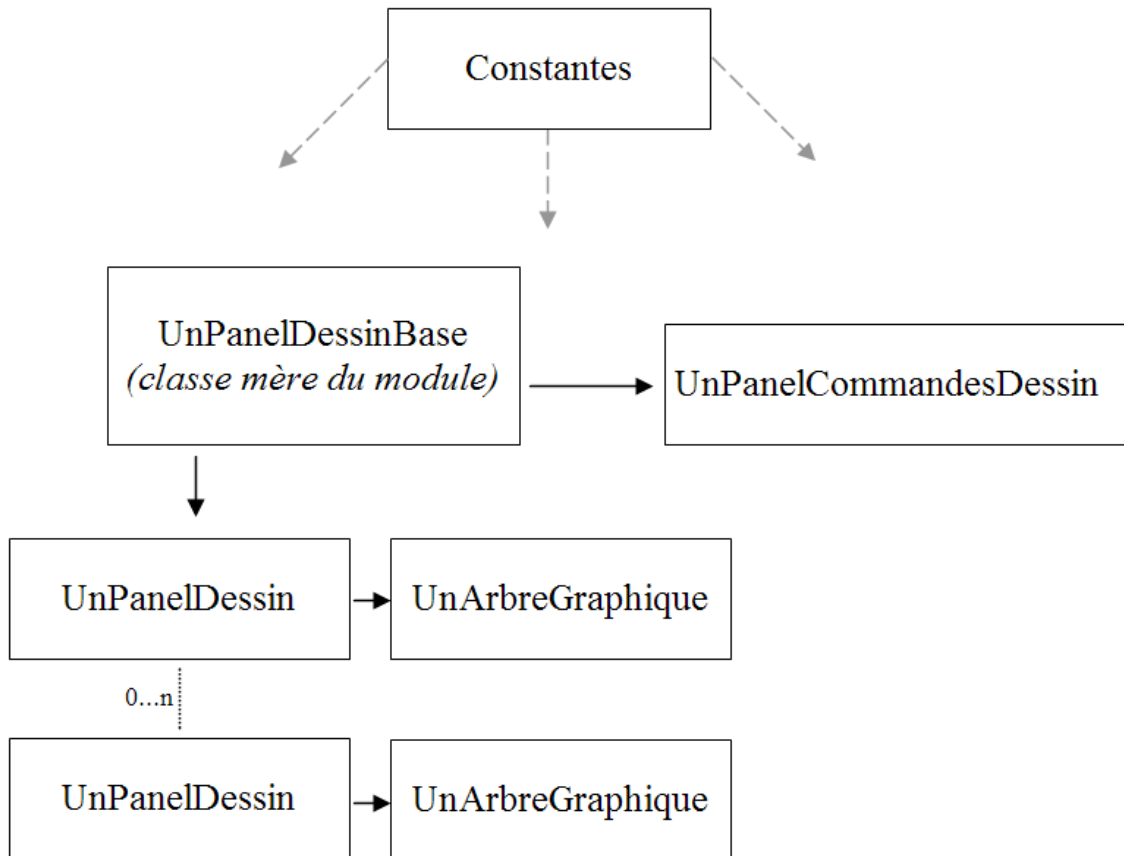 Constantes
UnPanelDessinBase
(classe mère du module)
UnPanelCommandesDessin
UnPanelDessin
UnArbreGraphique
0...n
UnPanelDessin
UnArbreGraphique